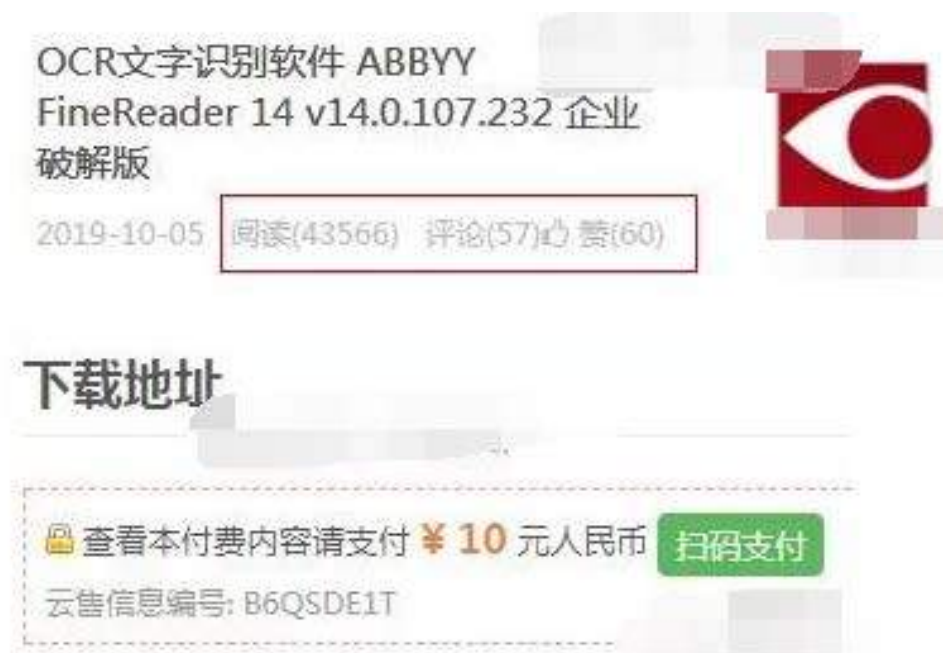 OCR文字识别软件 ABBYY
FineReader 14 v14.0.107.232 企业
破解版
2019-10-05 阅读(43566) 评论(57) 赞(60)
下载地址
查看本付费内容请支付 ¥ 10 元人民币 扫码支付
云售信息编号: B6QSDE1T